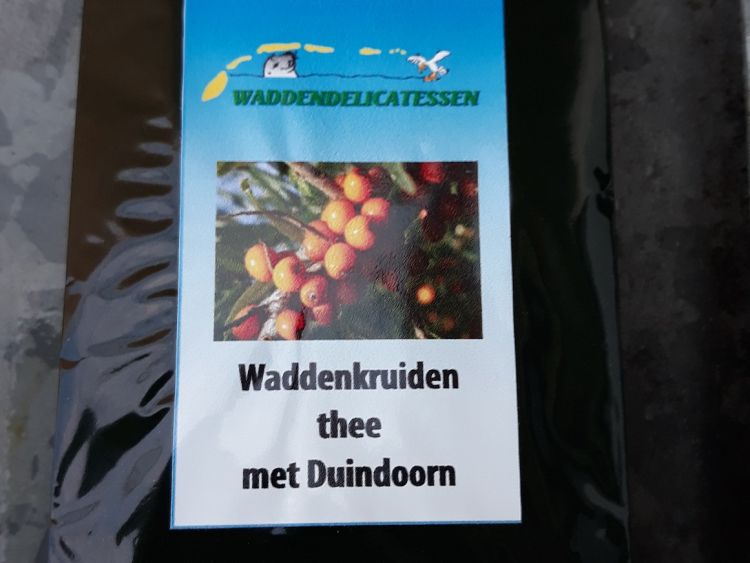 WADDENDELICATESSEN
Waddenkruiden
thee
met Duindoorn